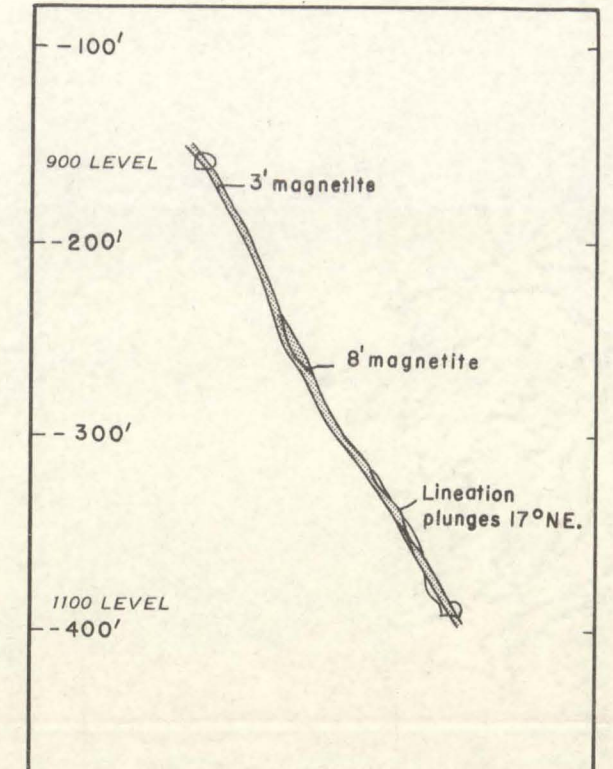 -100'
900 LEVEL
3' magnetite
-200'
8' magnetite
-300'
Lineation
plunges 17° NE.
1100 LEVEL
-400'